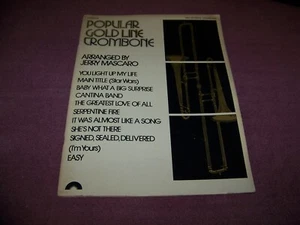 POPULAR
GOLD LINE
TROMBONE
ARRANGED BY
JERRY MASCARO
YOU LIGHT UP MY LIFE
MAIN TITLE (Star Wars)
BABY WHAT A BIG SURPRISE
CANTINA BAND
THE GREATEST LOVE OF ALL
SERPENTINE FIRE
IT WAS ALMOST LIKE A SONG
SHE'S NOT THERE
SIGNED, SEALED, DELIVERED
(I'm Yours)
EASY